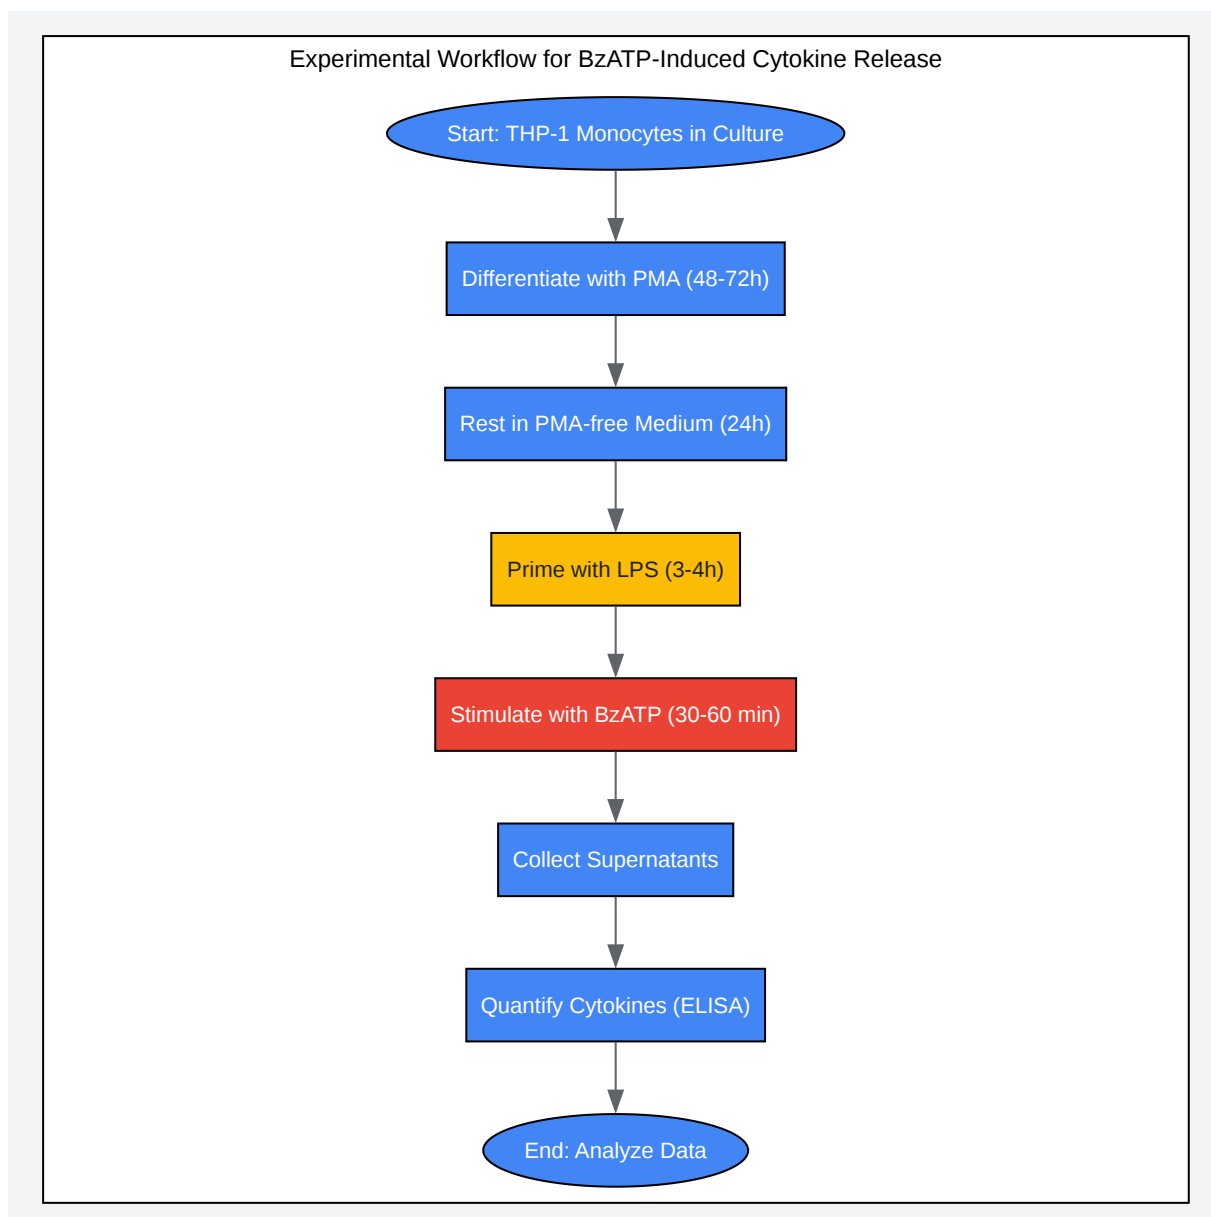 Experimental Workflow for BzATP-Induced Cytokine Release
Start: THP-1 Monocytes in Culture
Differentiate with PMA (48-72h)
Rest in PMA-free Medium (24h)
Prime with LPS (3-4h)
Stimulate with BzATP (30-60 min)
Collect Supernatants
Quantify Cytokines (ELISA)
End: Analyze Data